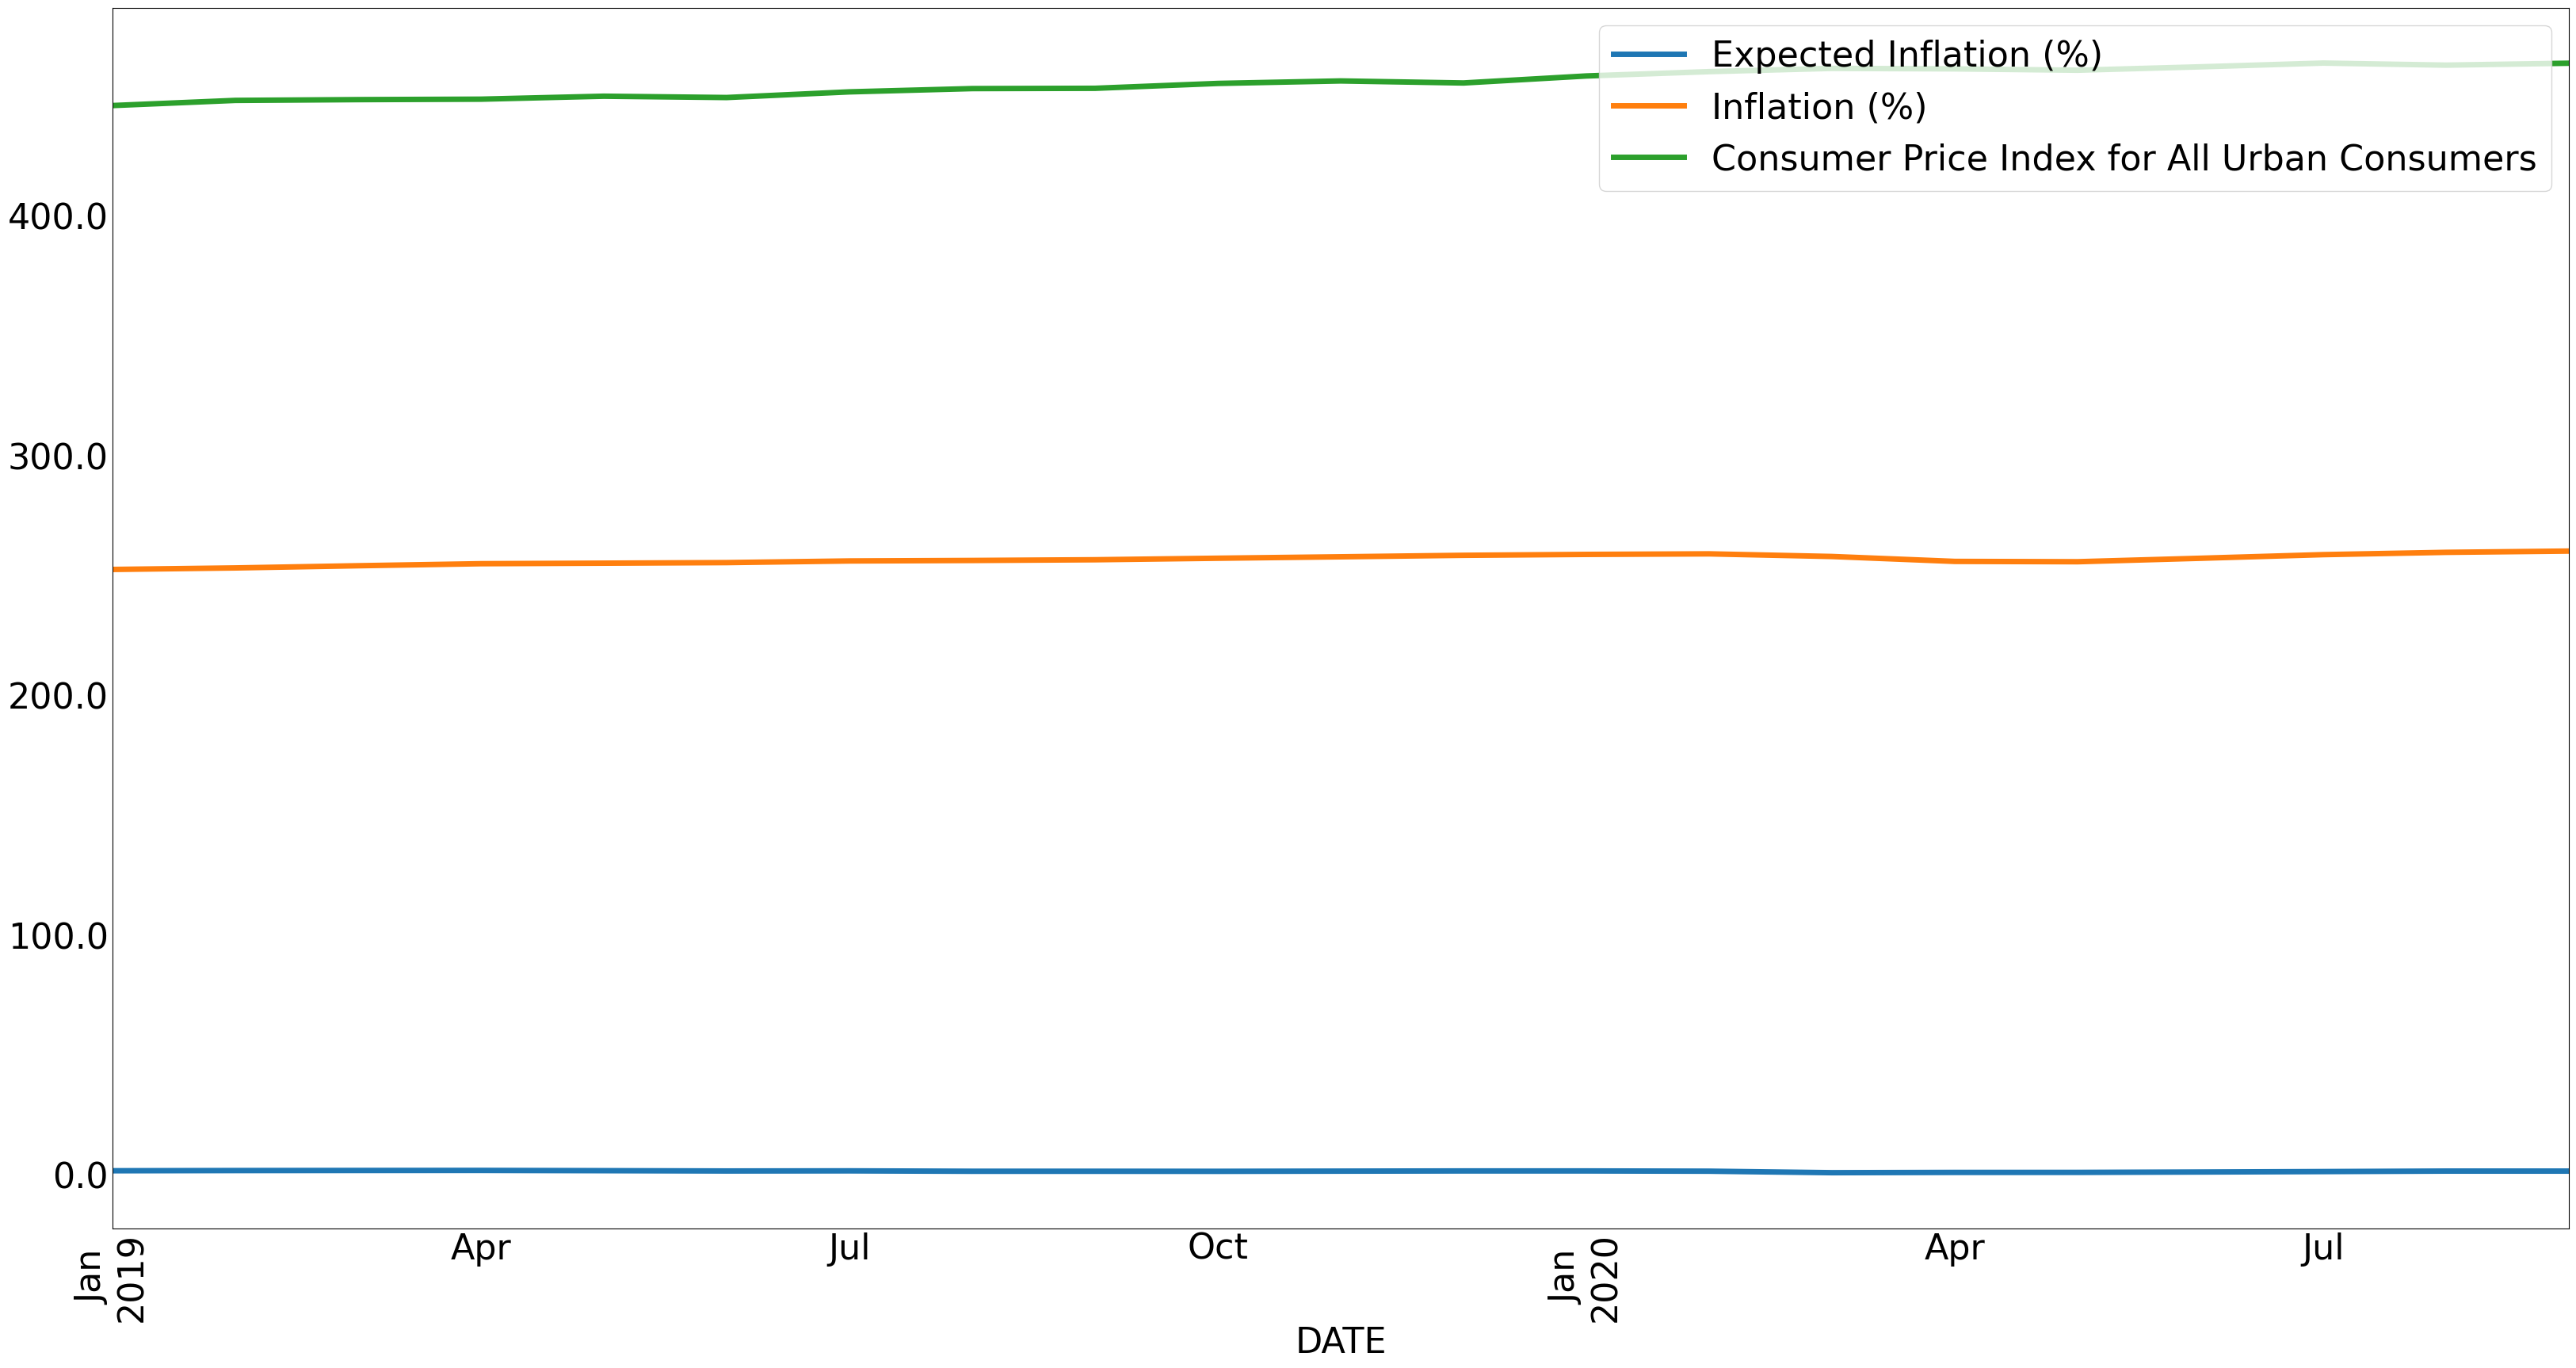 Expected Inflation (%)
Inflation (%)
Consumer Price Index for All Urban Consumers
400.0
300.0
200.0
100.0
0.0
Jan
2019
Apr
Jul
Oct
Jan
2020
Apr
Jul
DATE